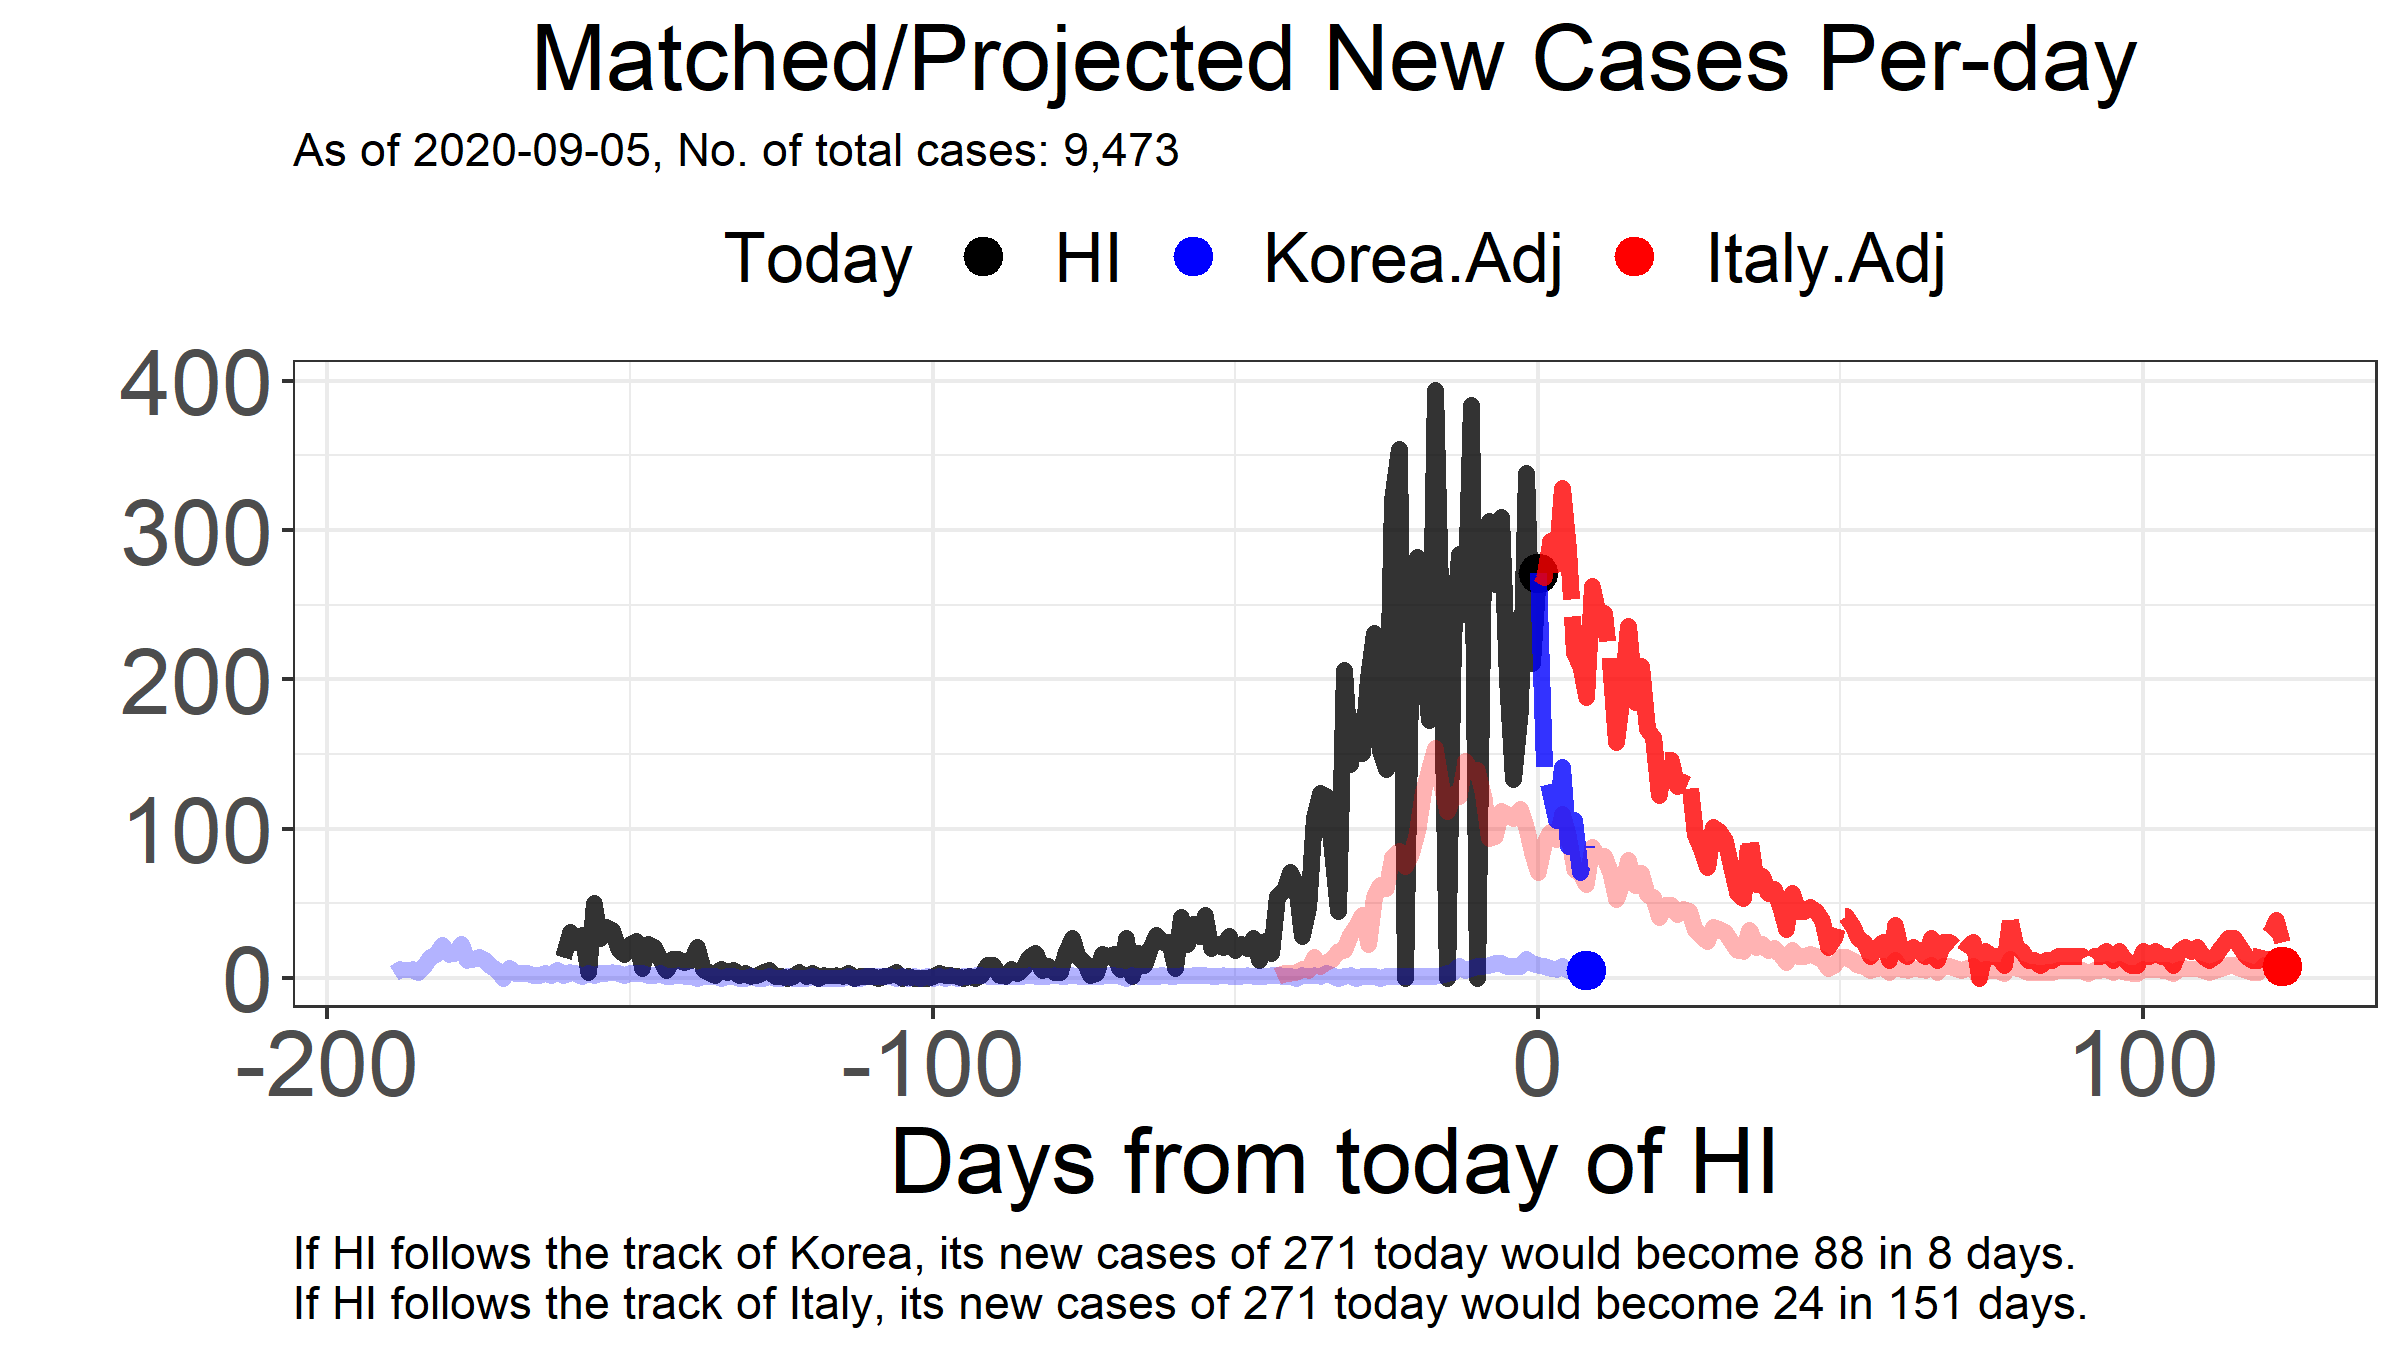 Matched/Projected New Cases Per-day
As of 2020-09-05, No. of total cases: 9,473
Today HI Korea.Adj Italy.Adj
400
300
200
100
0
-200 -100 0 100
Days from today of HI
If HI follows the track of Korea, its new cases of 271 today would become 88 in 8 days.
If HI follows the track of Italy, its new cases of 271 today would become 24 in 151 days.